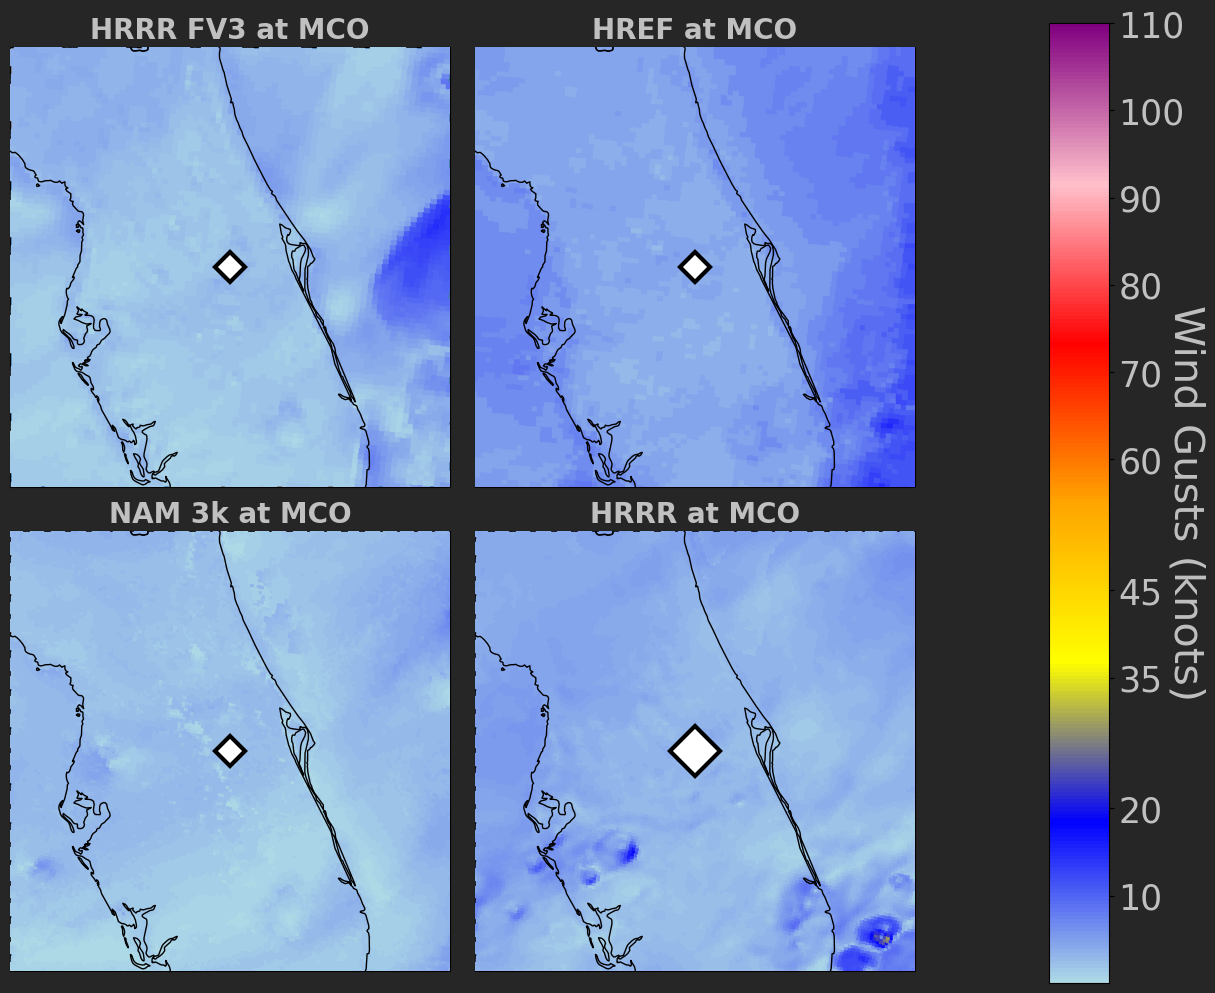 HRRR FV3 at MCO
HREF at MCO
NAM 3k at MCO
HRRR at MCO
110
100
90
80
70
60
45
35
20
10
Wind Gusts (knots)